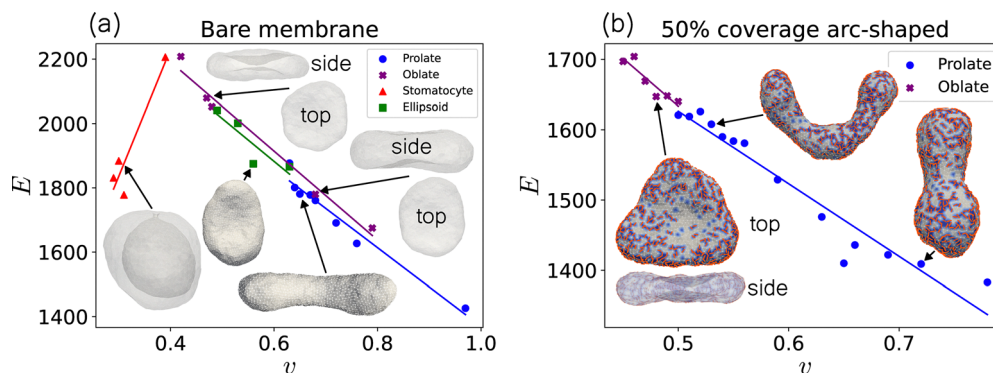 (a)
Bare membrane
2200
2000
1800
1600
1400
E
0.4
0.6
0.8
1.0
v
Prolate
Oblate
Stomatocyte
Ellipsoid
side
top
side
top
(b)
50% coverage arc-shaped
1700
1600
1500
1400
E
0.5
0.6
0.7
v
Prolate
Oblate
top
side